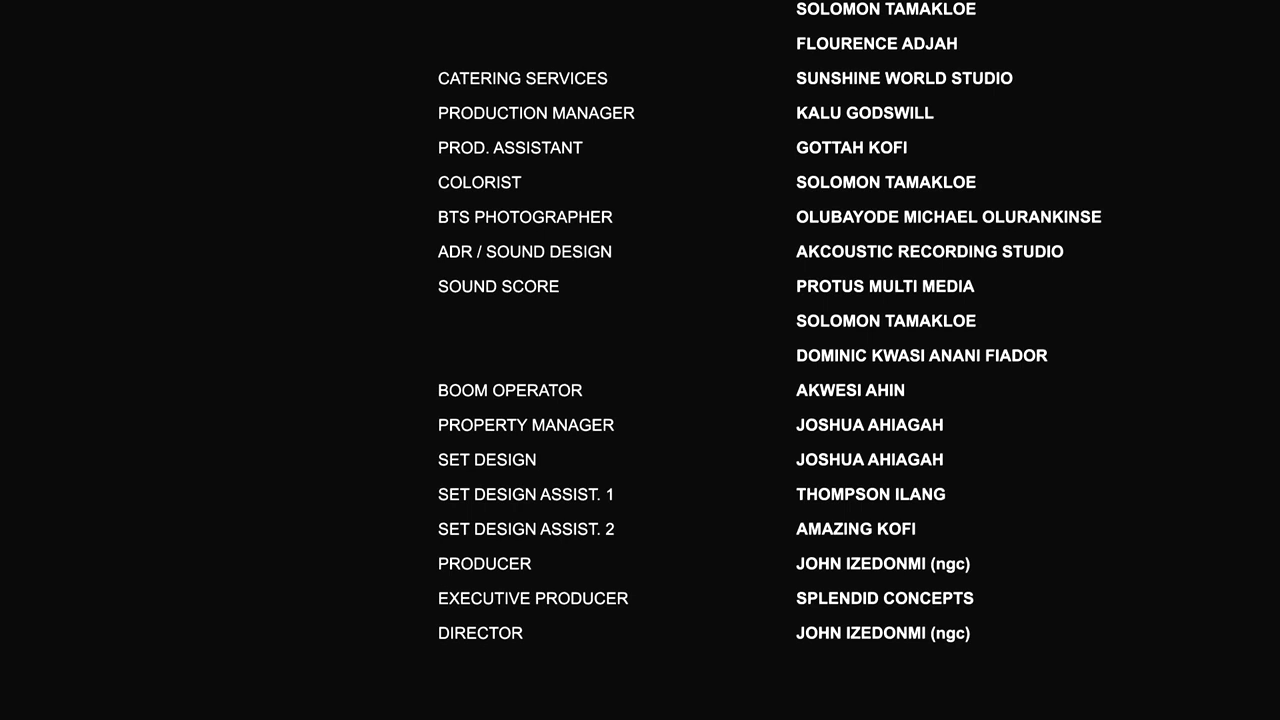 SOLOMON TAMAKLOE
FLOURENCE ADJAH
CATERING SERVICES SUNSHINE WORLD STUDIO
PRODUCTION MANAGER KALU GODSWILL
PROD. ASSISTANT GOTTAH KOFI
COLORIST SOLOMON TAMAKLOE
BTS PHOTOGRAPHER OLUBAYODE MICHAEL OLURANKINSE
ADR / SOUND DESIGN AKCOUSTIC RECORDING STUDIO
SOUND SCORE PROTUS MULTI MEDIA
SOLOMON TAMAKLOE
DOMINIC KWASI ANANI FIADOR
BOOM OPERATOR AKWESI AHIN
PROPERTY MANAGER JOSHUA AHIAGAH
SET DESIGN JOSHUA AHIAGAH
SET DESIGN ASSIST. 1 THOMPSON ILANG
SET DESIGN ASSIST. 2 AMAZING KOFI
PRODUCER JOHN IZEDONMI (ngc)
EXECUTIVE PRODUCER SPLENDID CONCEPTS
DIRECTOR JOHN IZEDONMI (ngc)